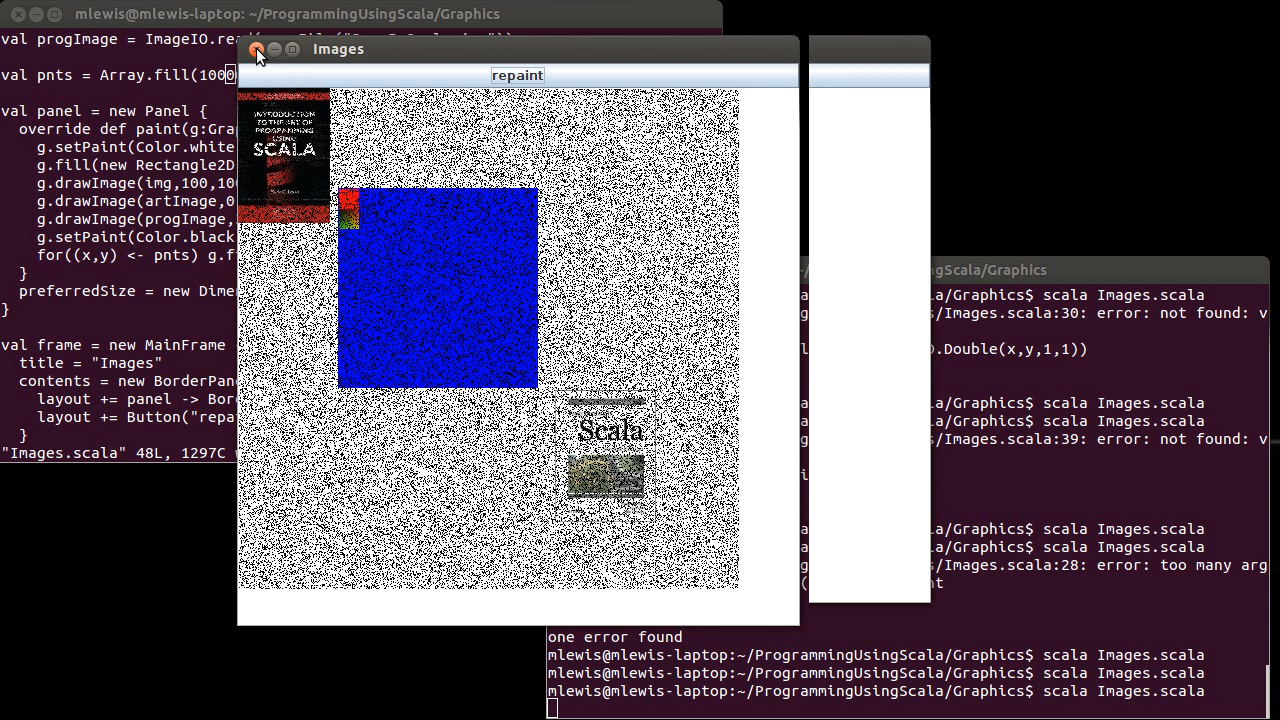 mlewis@mlewis-laptop: ~/ProgrammingUsingScala/Graphics
val progImage = ImageIO.re
val pnts = Array.fill(1000
val panel = new Panel {
override def paint(g:Gra
g.setPaint(Color.white
g.fill(new Rectangle2D
g.drawImage(img,100,10
g.drawImage(artImage,0
g.drawImage(progImage,
g.setPaint(Color.black
for((x,y) <- pnts) g.f
}
preferredSize = new Dime
}
val frame = new MainFrame
title = "Images"
contents = new BorderPan
layout += panel -> Bor
layout += Button("repa
}
"Images.scala" 48L, 1297C
Images
repaint
INTRODUCTION
TO THE ART OF
PROGRAMMING
USING
SCALA
Scala
gScala/Graphics
la/Graphics$ scala Images.scala
s/Images.scala:30: error: not found: v
D.Double(x,y,1,1))
la/Graphics$ scala Images.scala
la/Graphics$ scala Images.scala
s/Images.scala:39: error: not found: v
la/Graphics$ scala Images.scala
la/Graphics$ scala Images.scala
s/Images.scala:28: error: too many arg
nt
one error found
mlewis@mlewis-laptop:~/ProgrammingUsingScala/Graphics$ scala Images.scala
mlewis@mlewis-laptop:~/ProgrammingUsingScala/Graphics$ scala Images.scala
mlewis@mlewis-laptop:~/ProgrammingUsingScala/Graphics$ scala Images.scala